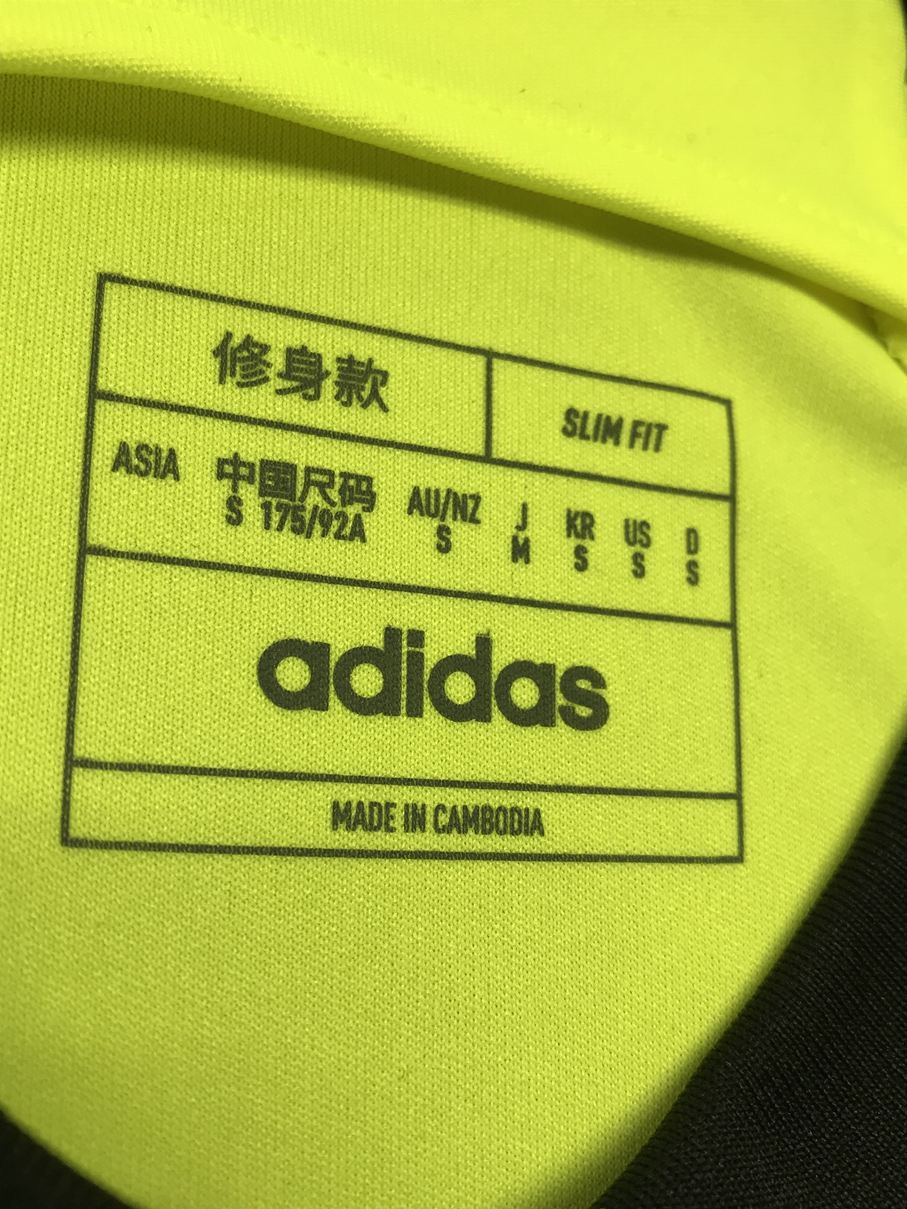 修身款 SLIM FIT
ASIA 中国尺码 AU/NZ J KR US D
S 175/92A S M S S S
adidas
MADE IN CAMBODIA